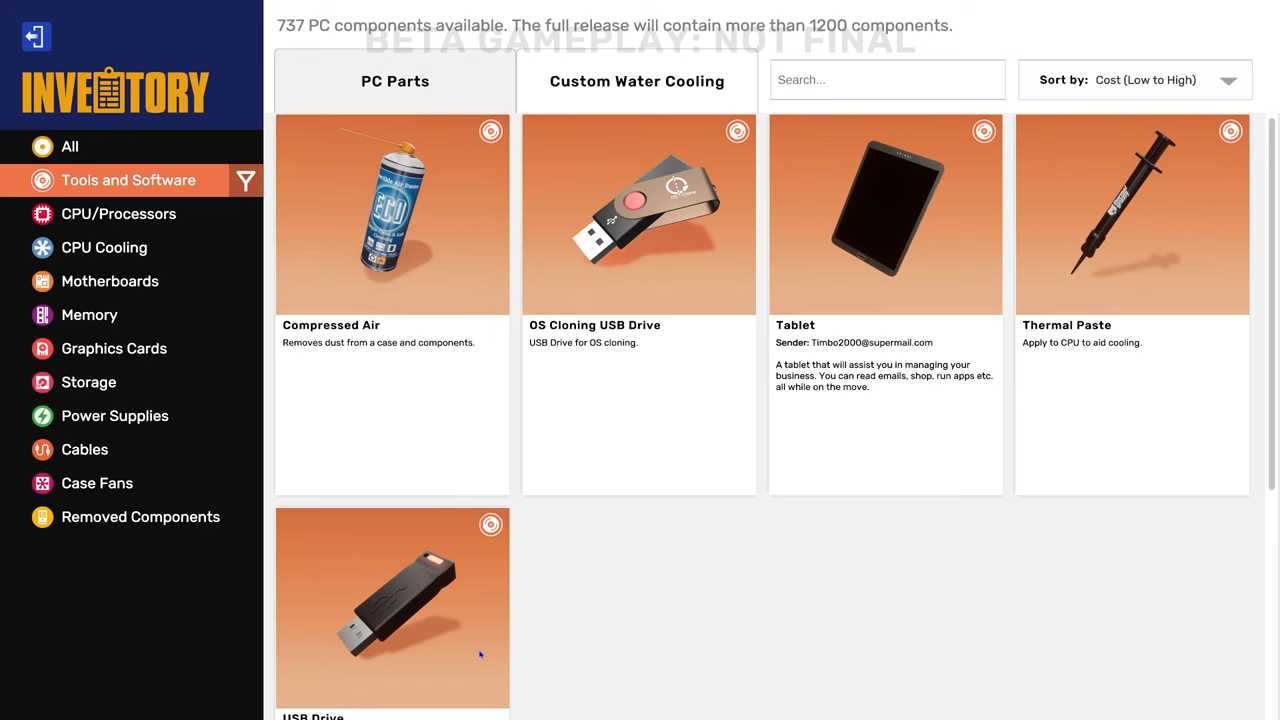 737 PC components available. The full release will contain more than 1200 components.
BETA GAMEPLAY: NOT FINAL
INVENTORY
PC Parts
Custom Water Cooling
Search...
Sort by: Cost (Low to High)
All
Tools and Software
CPU/Processors
CPU Cooling
Motherboards
Memory
Graphics Cards
Storage
Power Supplies
Cables
Case Fans
Removed Components
ECO
Compressed Air
Removes dust from a case and components.
OS Cloning USB Drive
USB Drive for OS cloning.
Tablet
Sender: Timbo2000@supermail.com
A tablet that will assist you in managing your
business. You can read emails, shop, run apps etc.
all while on the move.
Thermal Paste
Apply to CPU to aid cooling.
USB Drive